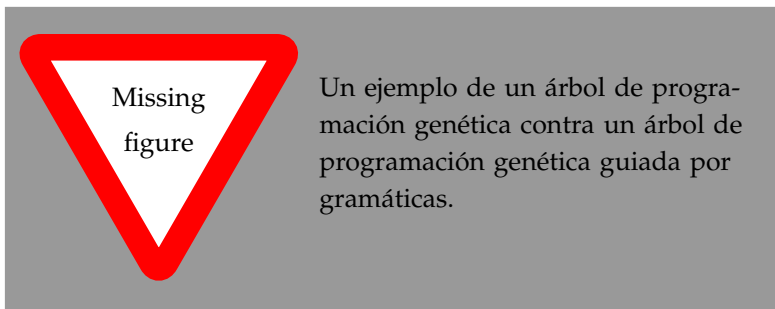 Missing
figure
Un ejemplo de un árbol de progra-
mación genética contra un árbol de
programación genética guiada por
gramáticas.